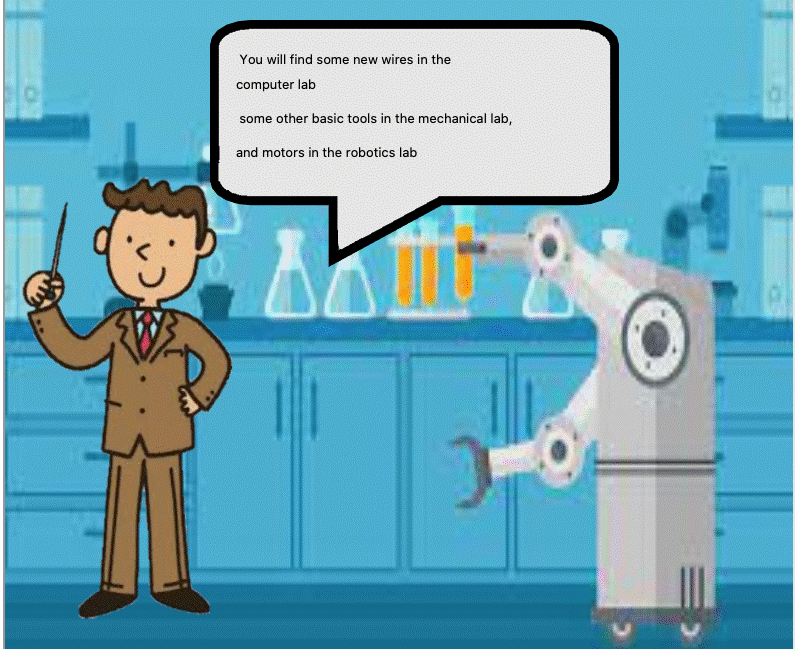 You will find some new wires in the
computer lab
some other basic tools in the mechanical lab,
and motors in the robotics lab